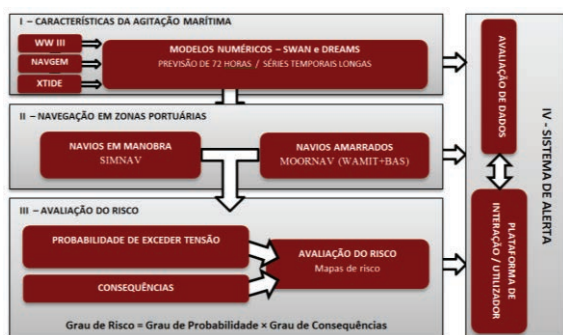 I – CARACTERÍSTICAS DA AGITAÇÃO MARÍTIMA
WW III
NAVGEM
XTIDE
MODELOS NUMÉRICOS – SWAN e DREAMS
PREVISÃO DE 72 HORAS / SÉRIES TEMPORAIS LONGAS
II – NAVEGAÇÃO EM ZONAS PORTUÁRIAS
NAVIOS EM MANOBRA
SIMNAV
NAVIOS AMARRADOS
MOORNAV (WAMIT+BAS)
III – AVALIAÇÃO DO RISCO
PROBABILIDADE DE EXCEDER TENSÃO
CONSEQUÊNCIAS
AVALIAÇÃO DO RISCO
Mapas de risco
Grau de Risco = Grau de Probabilidade × Grau de Consequências
AVALIAÇÃO DE DADOS
PLATAFORMA DE
INTERAÇÃO / UTILIZADOR
IV - SISTEMA DE ALERTA